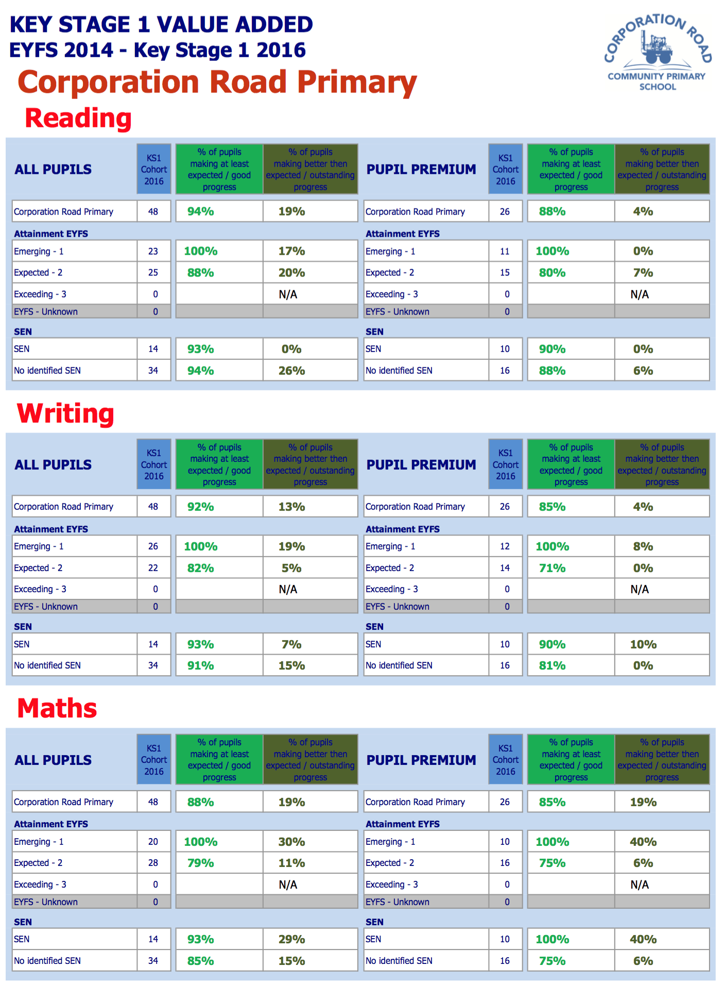 KEY STAGE 1 VALUE ADDED
EYFS 2014 - Key Stage 1 2016
Corporation Road Primary
CORPORATION ROAD
COMMUNITY PRIMARY
SCHOOL
Reading
ALL PUPILS
KS1
Cohort
2016
% of pupils
making at least
expected / good
progress
% of pupils
making better then
expected / outstanding
progress
PUPIL PREMIUM
KS1
Cohort
2016
% of pupils
making at least
expected / good
progress
% of pupils
making better then
expected / outstanding
progress
Corporation Road Primary 48 94% 19% Corporation Road Primary 26 88% 4%
Attainment EYFS Attainment EYFS
Emerging - 1 23 100% 17% Emerging - 1 11 100% 0%
Expected - 2 25 88% 20% Expected - 2 15 80% 7%
Exceeding - 3 0 N/A Exceeding - 3 0 N/A
EYFS - Unknown 0 EYFS - Unknown 0
SEN SEN
SEN 14 93% 0% SEN 10 90% 0%
No identified SEN 34 94% 26% No identified SEN 16 88% 6%
Writing
ALL PUPILS
KS1
Cohort
2016
% of pupils
making at least
expected / good
progress
% of pupils
making better then
expected / outstanding
progress
PUPIL PREMIUM
KS1
Cohort
2016
% of pupils
making at least
expected / good
progress
% of pupils
making better then
expected / outstanding
progress
Corporation Road Primary 48 92% 13% Corporation Road Primary 26 85% 4%
Attainment EYFS Attainment EYFS
Emerging - 1 26 100% 19% Emerging - 1 12 100% 8%
Expected - 2 22 82% 5% Expected - 2 14 71% 0%
Exceeding - 3 0 N/A Exceeding - 3 0 N/A
EYFS - Unknown 0 EYFS - Unknown 0
SEN SEN
SEN 14 93% 7% SEN 10 90% 10%
No identified SEN 34 91% 15% No identified SEN 16 81% 0%
Maths
ALL PUPILS
KS1
Cohort
2016
% of pupils
making at least
expected / good
progress
% of pupils
making better then
expected / outstanding
progress
PUPIL PREMIUM
KS1
Cohort
2016
% of pupils
making at least
expected / good
progress
% of pupils
making better then
expected / outstanding
progress
Corporation Road Primary 48 88% 19% Corporation Road Primary 26 85% 19%
Attainment EYFS Attainment EYFS
Emerging - 1 20 100% 30% Emerging - 1 10 100% 40%
Expected - 2 28 79% 11% Expected - 2 16 75% 6%
Exceeding - 3 0 N/A Exceeding - 3 0 N/A
EYFS - Unknown 0 EYFS - Unknown 0
SEN SEN
SEN 14 93% 29% SEN 10 100% 40%
No identified SEN 34 85% 15% No identified SEN 16 75% 6%